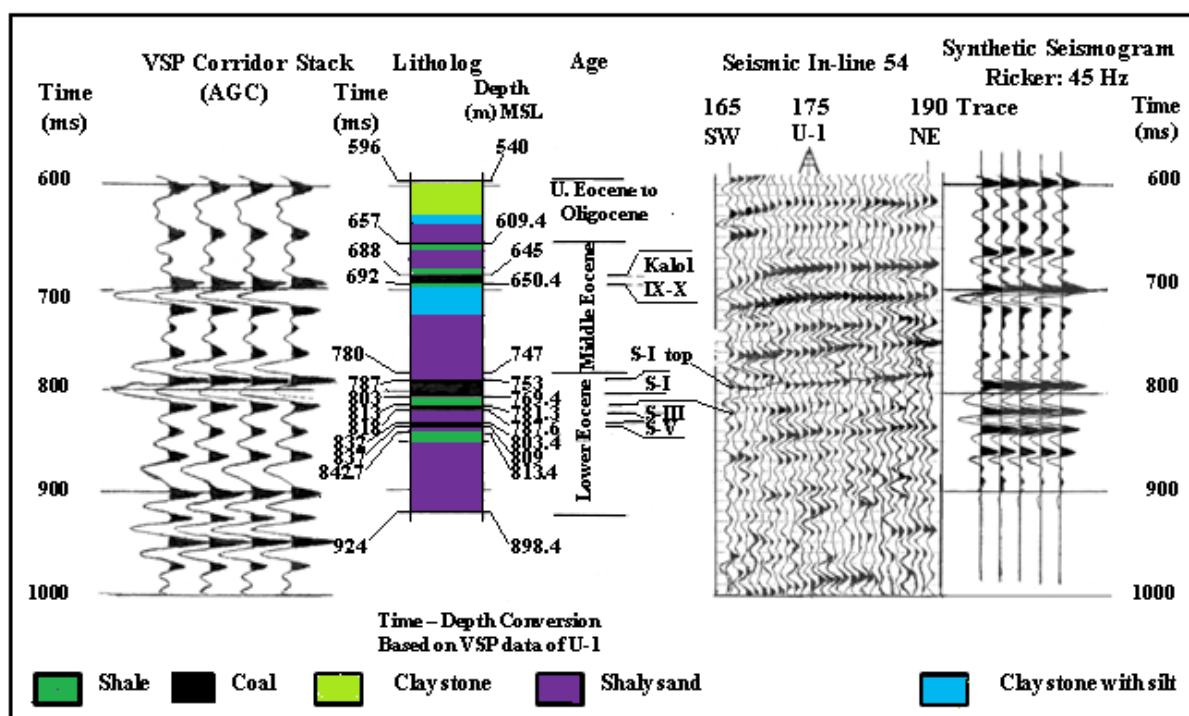 VSP Corridor Stack
(AGC)
Litholog
Age
Seismic In-line 54
Synthetic Seismogram
Ricker: 45 Hz
Time
(ms)
Time
(ms)
Depth
(m) MSL
165
SW
175
U-1
190
NE
Trace
Time
(ms)
600
700
800
900
1000
596
657
688
692
780
787
803
813
818
832
837
842.7
924
540
609.4
645
650.4
747
753
769.4
781.3
803.4
809
813.4
898.4
U. Eocene to
Oligocene
Middle Eocene
Lower Eocene
Kalol
IX-X
S-I top
S-I
S-III
S-V
600
700
800
900
1000
Time – Depth Conversion
Based on VSP data of U-1
Shale
Coal
Clay stone
Shaly sand
Clay stone with silt